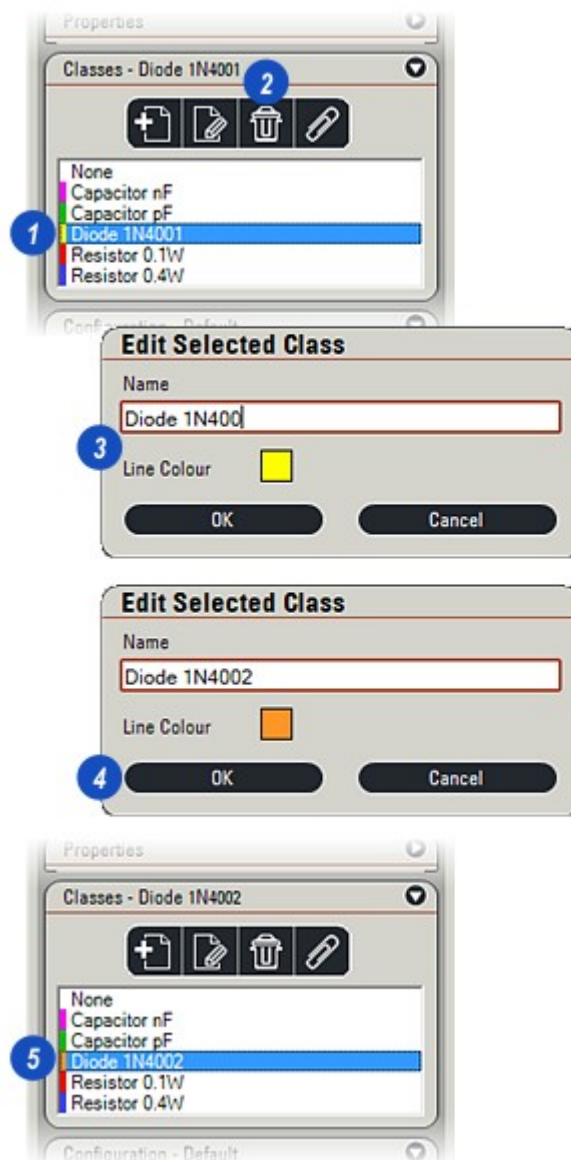 Properties
Classes - Diode 1N4001
2
None
Capacitor nF
Capacitor pF
1
Diode 1N4001
Resistor 0.1W
Resistor 0.4W
Configuration - Default
Edit Selected Class
Name
Diode 1N400
3
Line Colour
OK Cancel
Edit Selected Class
Name
Diode 1N4002
Line Colour
4
OK Cancel
Properties
Classes - Diode 1N4002
None
Capacitor nF
Capacitor pF
5
Diode 1N4002
Resistor 0.1W
Resistor 0.4W
Configuration - Default